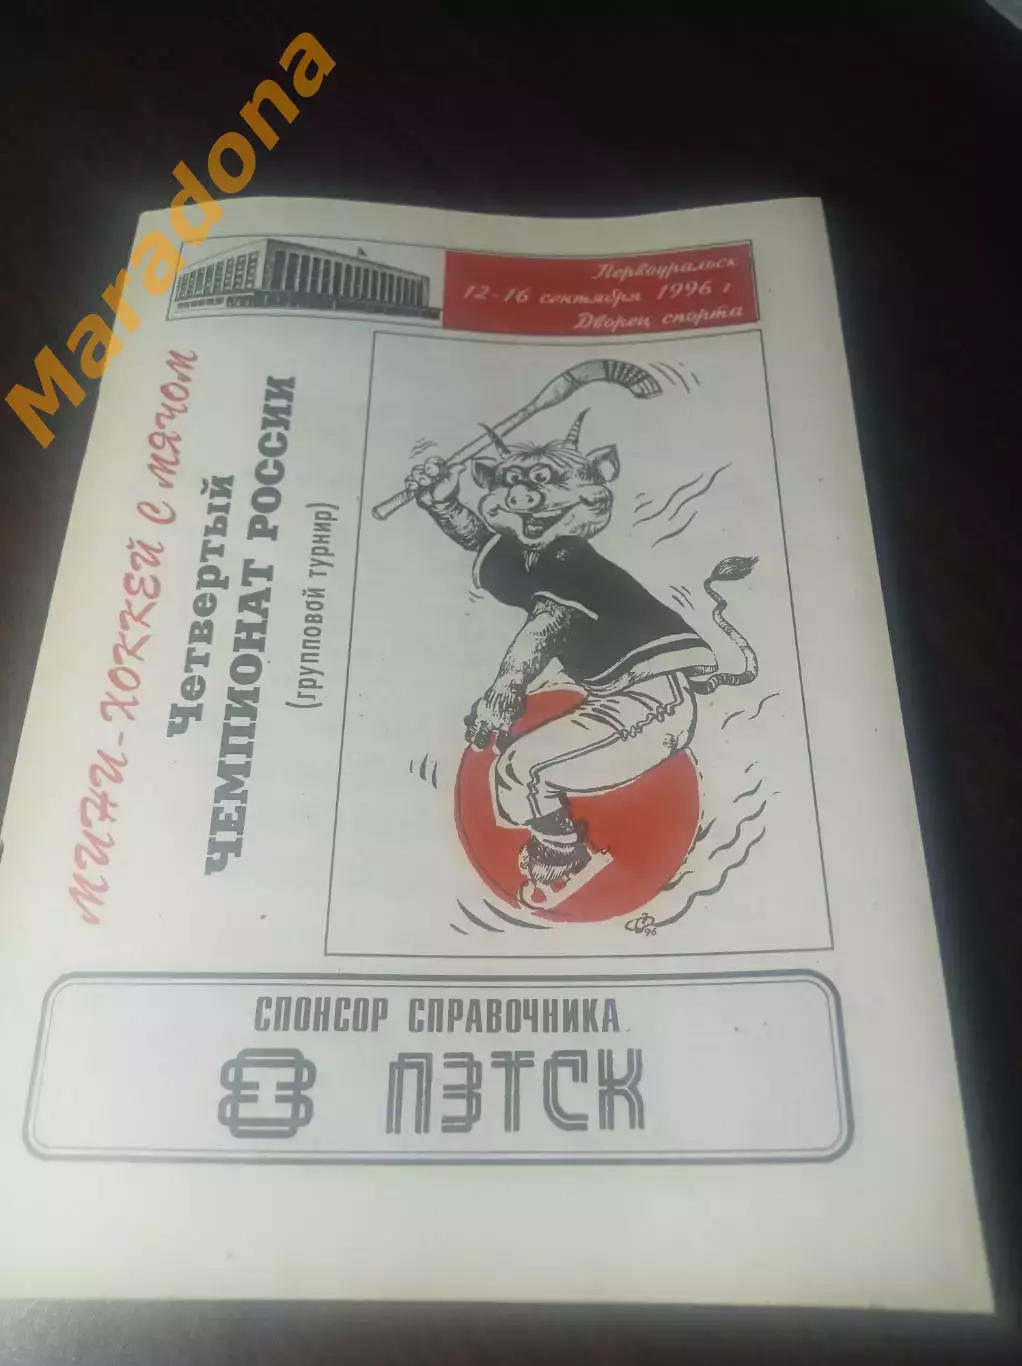 Maradona
Первоуральск
12-16 сентября 1996 г
Дворец спорта
МИНИ-ХОККЕЙ С МЯЧОМ
Четвертый
ЧЕМПИОНАТ РОССИИ
(групповой турнир)
96
СПОНСОР СПРАВОЧНИКА
ПЭТСК